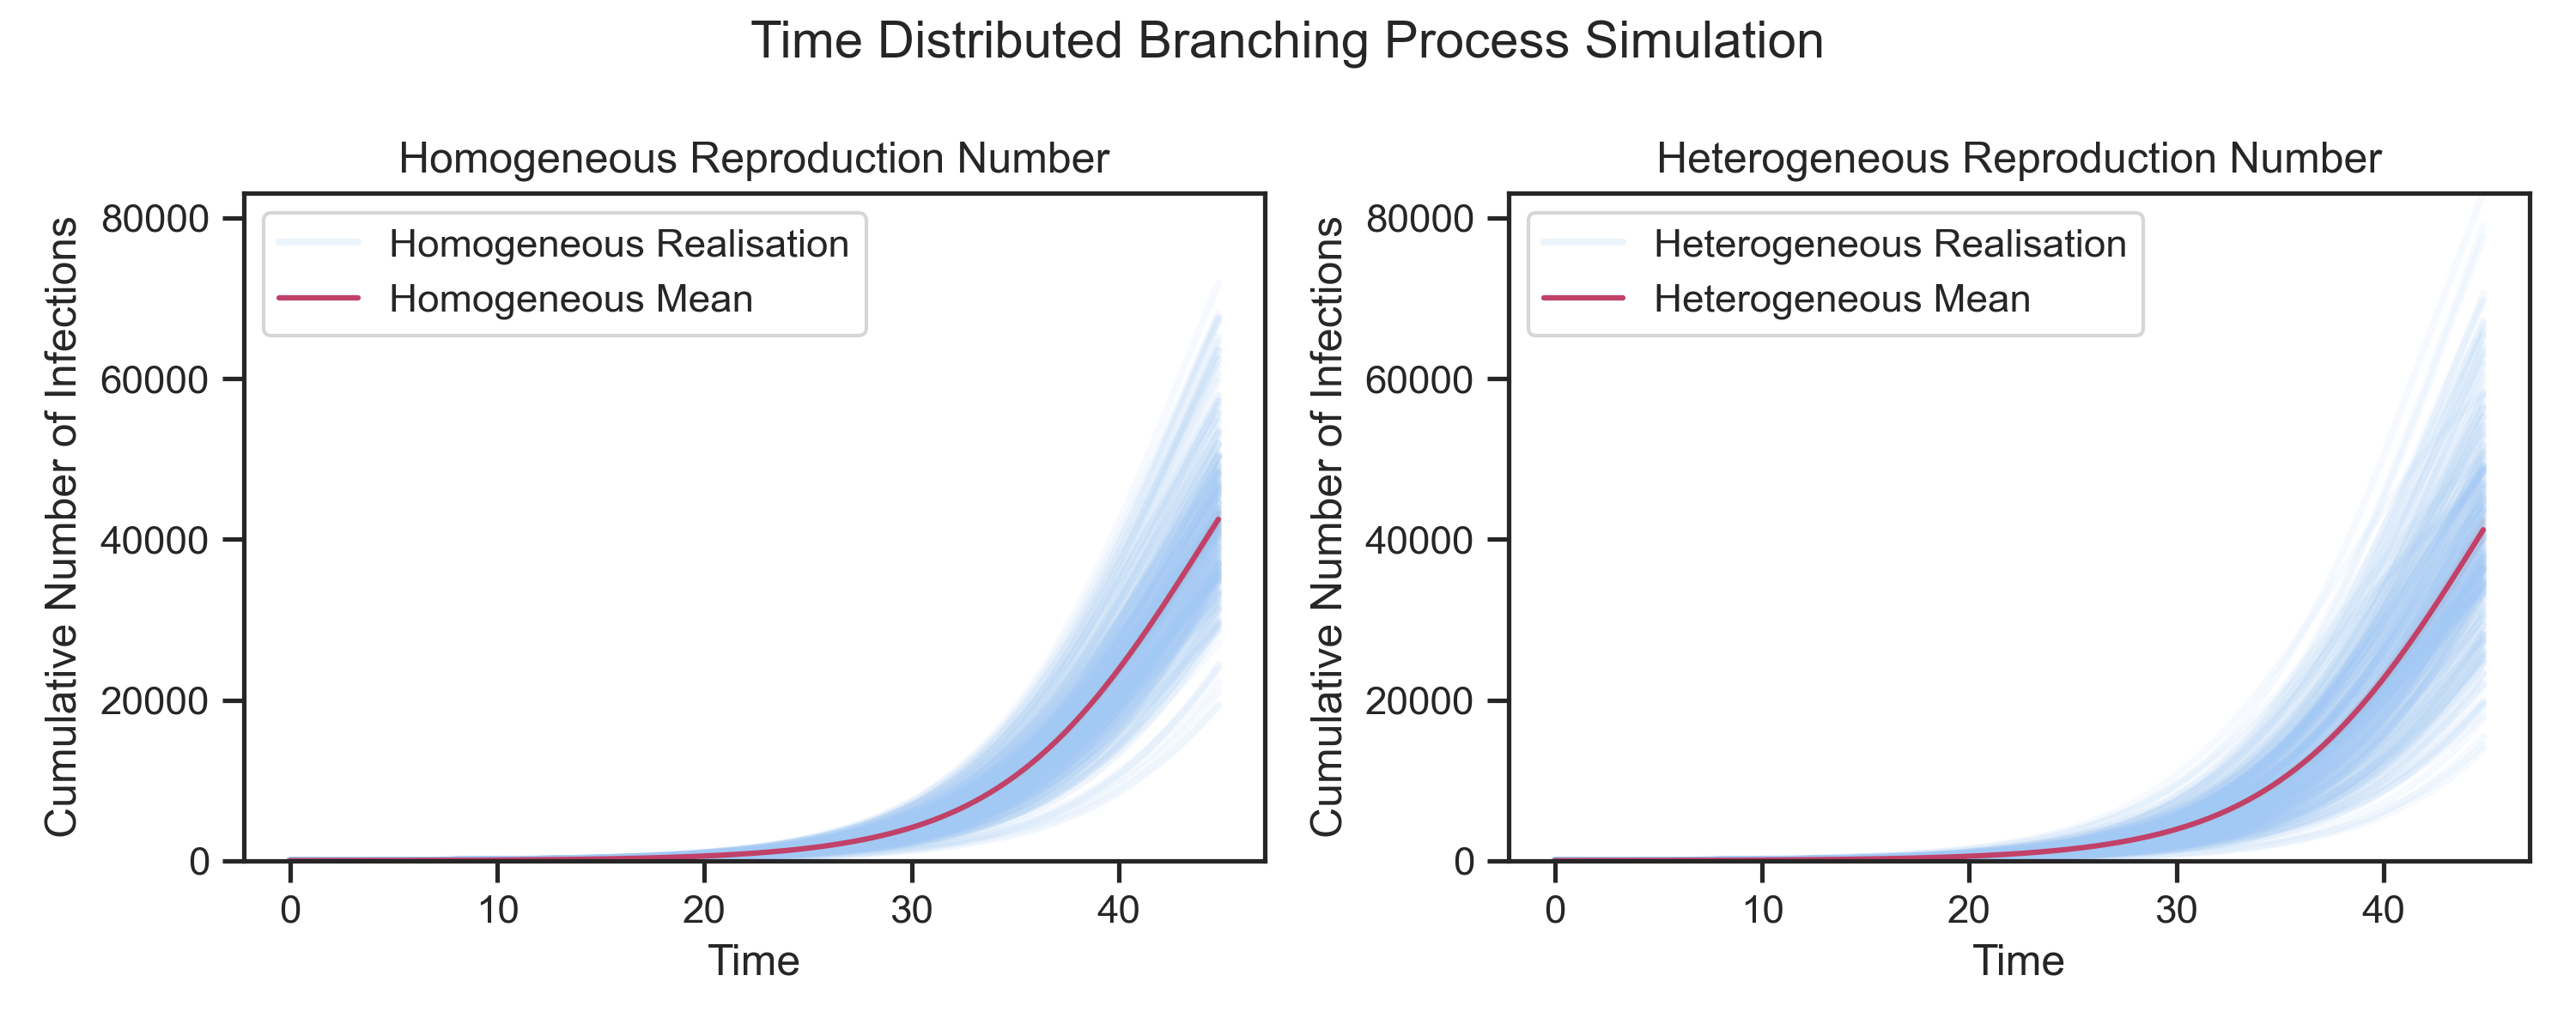 Time Distributed Branching Process Simulation
Homogeneous Reproduction Number
Cumulative Number of Infections
80000
60000
40000
20000
0
Homogeneous Realisation
Homogeneous Mean
0 10 20 30 40
Time
Heterogeneous Reproduction Number
Cumulative Number of Infections
80000
60000
40000
20000
0
Heterogeneous Realisation
Heterogeneous Mean
0 10 20 30 40
Time